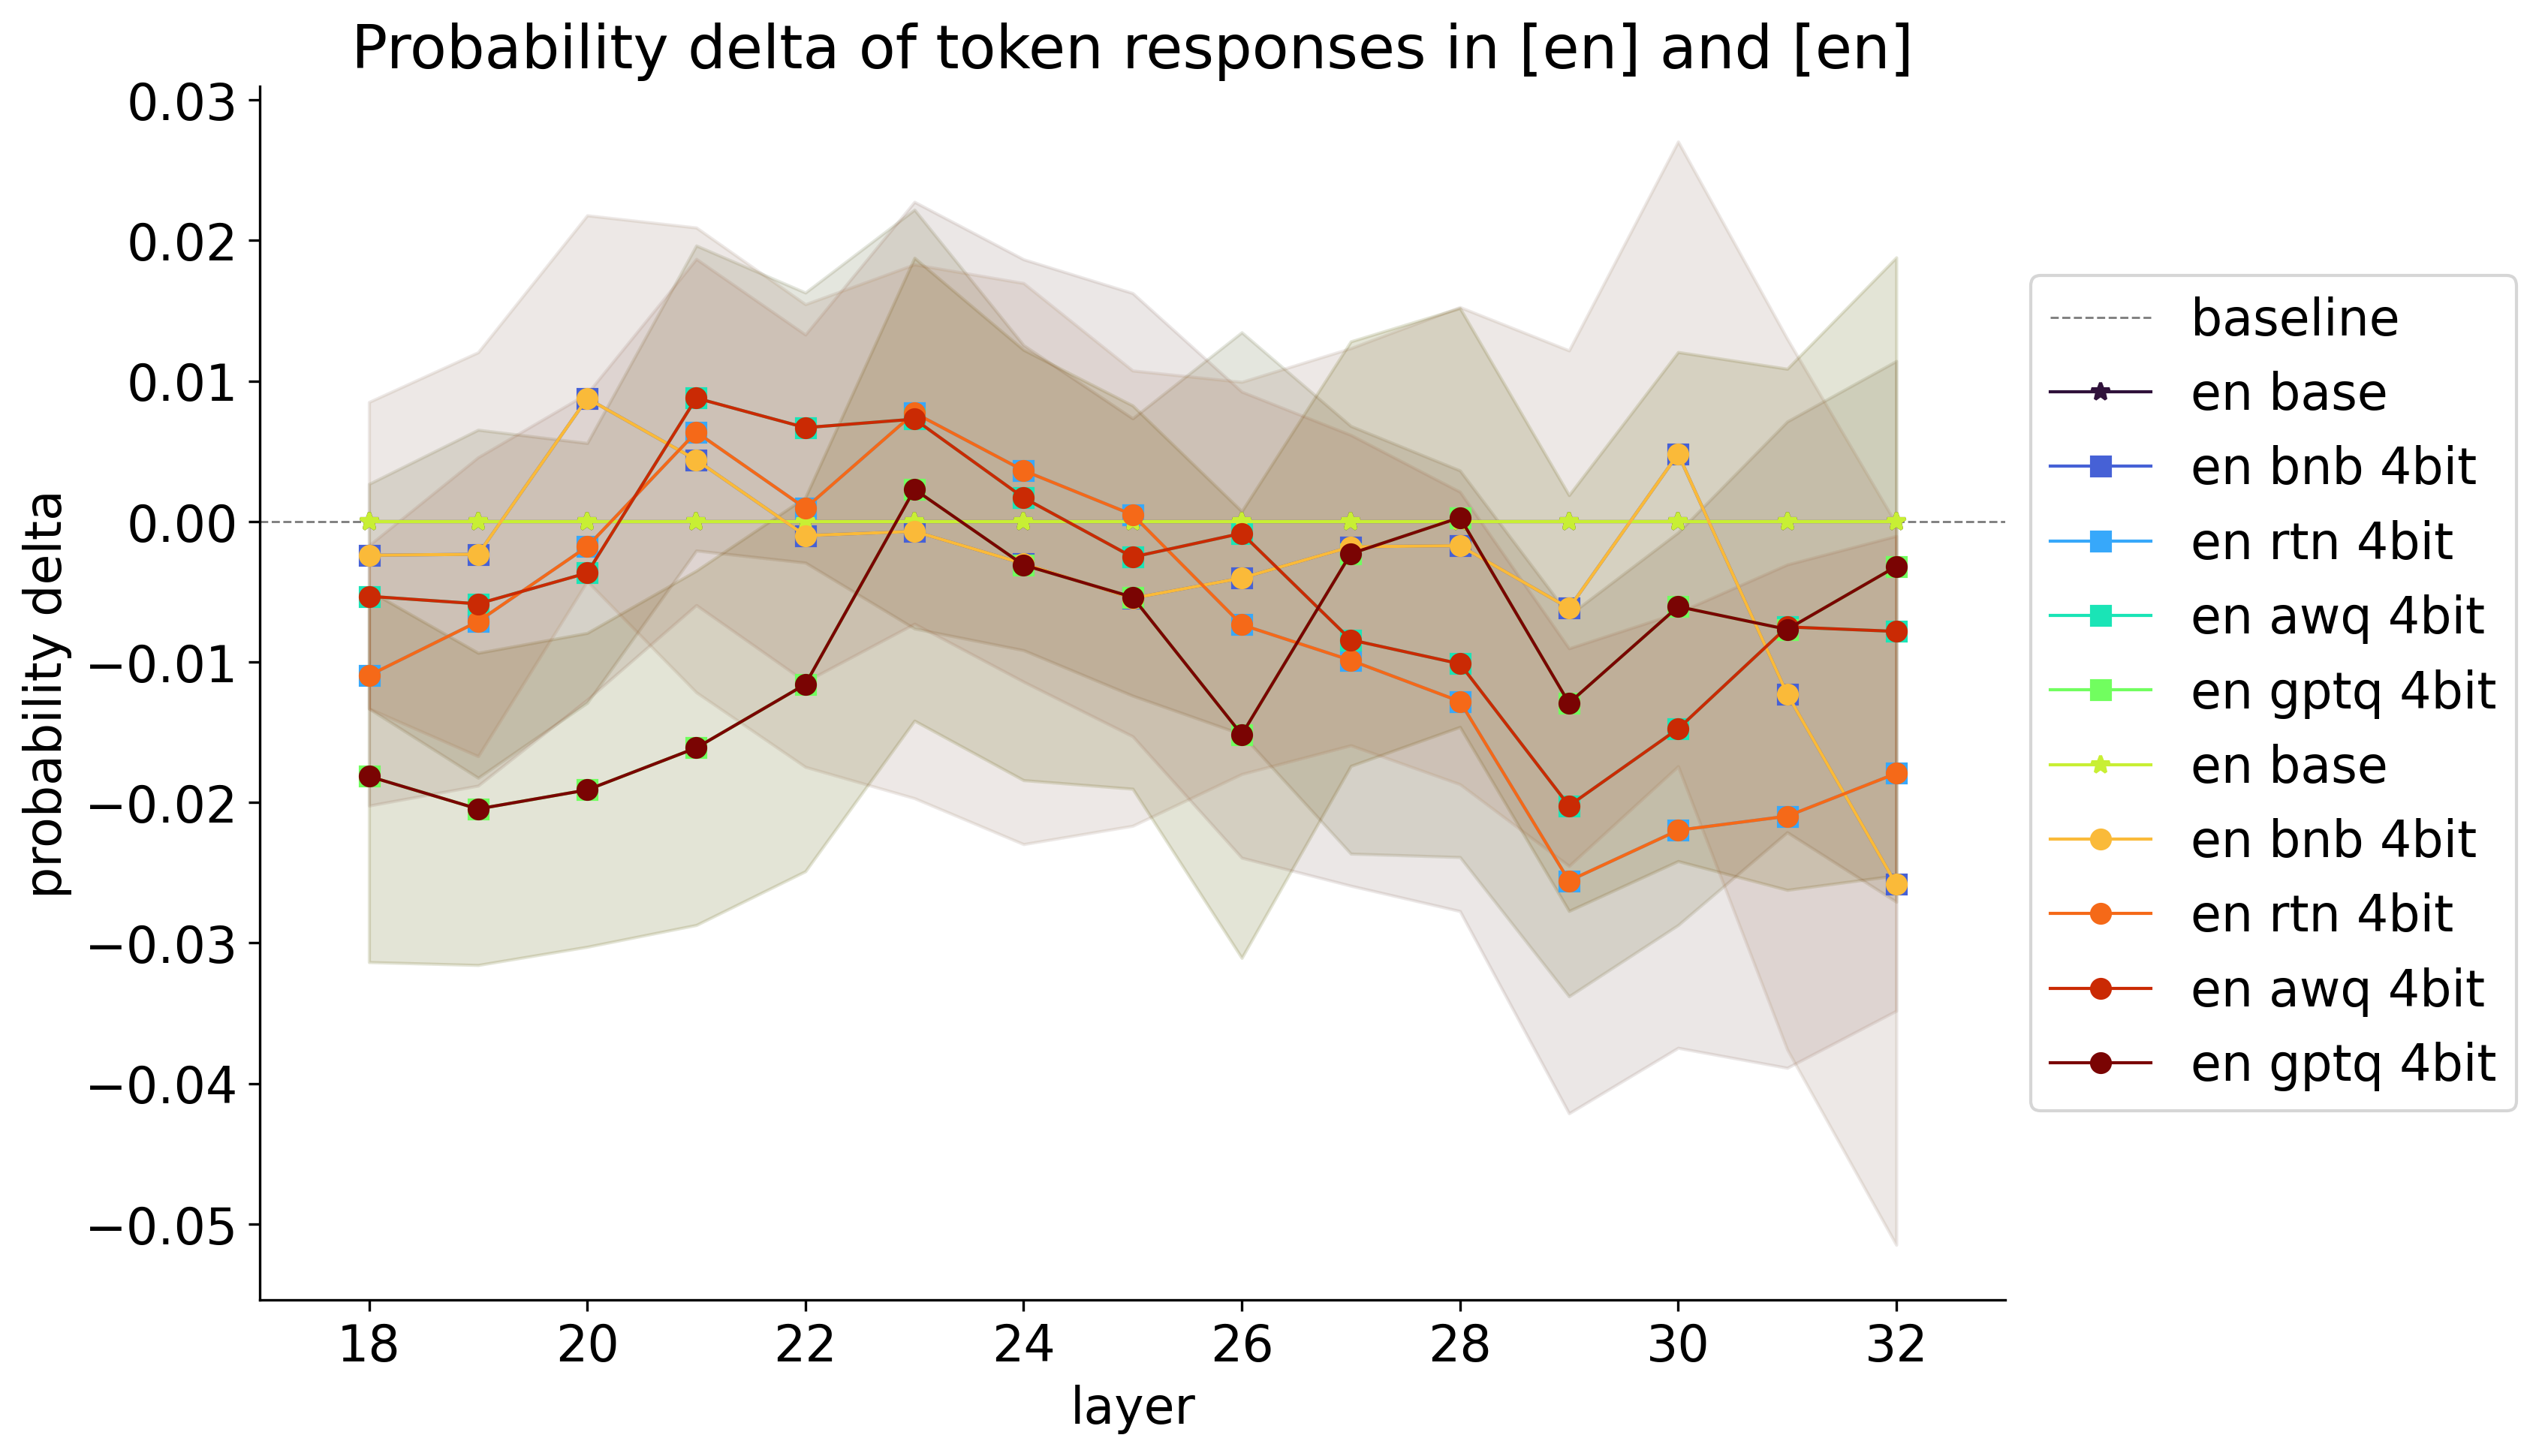 Probability delta of token responses in [en] and [en]
0.03
0.02
0.01
0.00
−0.01
−0.02
−0.03
−0.04
−0.05
probability delta
18 20 22 24 26 28 30 32
layer
baseline
en base
en bnb 4bit
en rtn 4bit
en awq 4bit
en gptq 4bit
en base
en bnb 4bit
en rtn 4bit
en awq 4bit
en gptq 4bit